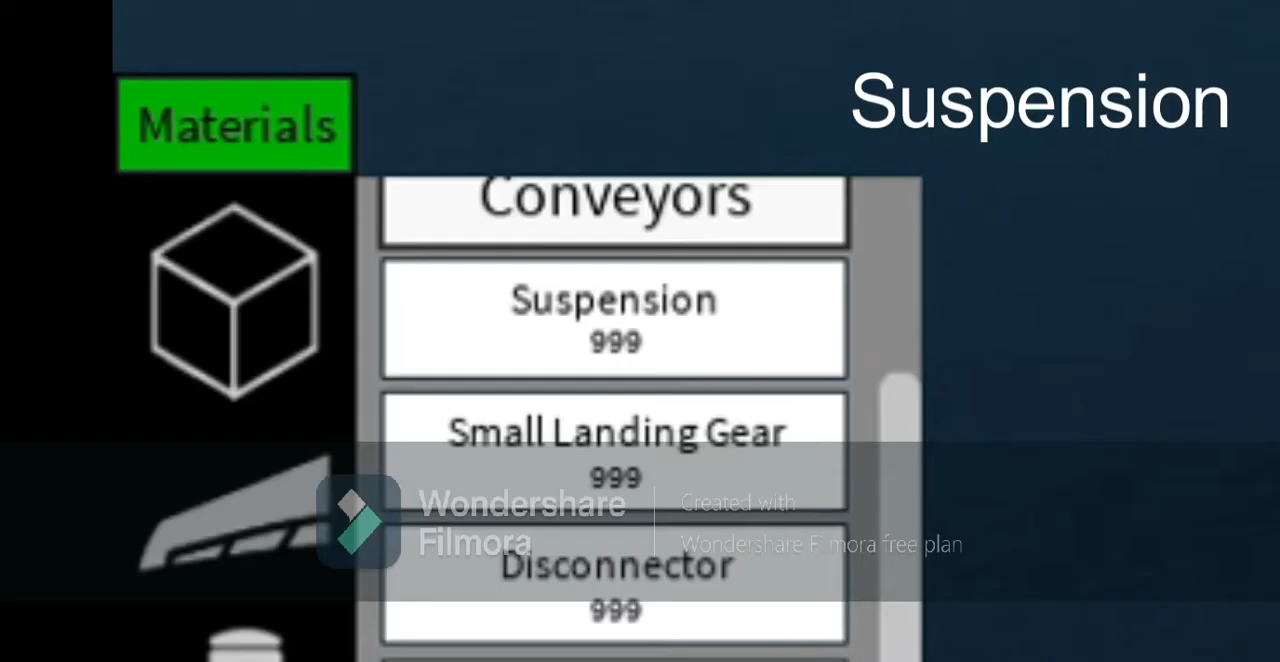 Suspension
Materials
Conveyors
Suspension
999
Small Landing Gear
999
Wondershare
Filmora
Created with
Wondershare Filmora free plan
Disconnector
999